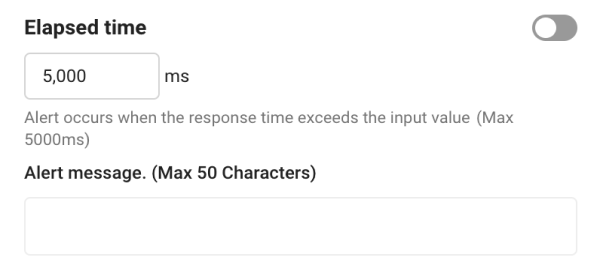 Elapsed time
5,000 ms
Alert occurs when the response time exceeds the input value (Max
5000ms)
Alert message. (Max 50 Characters)